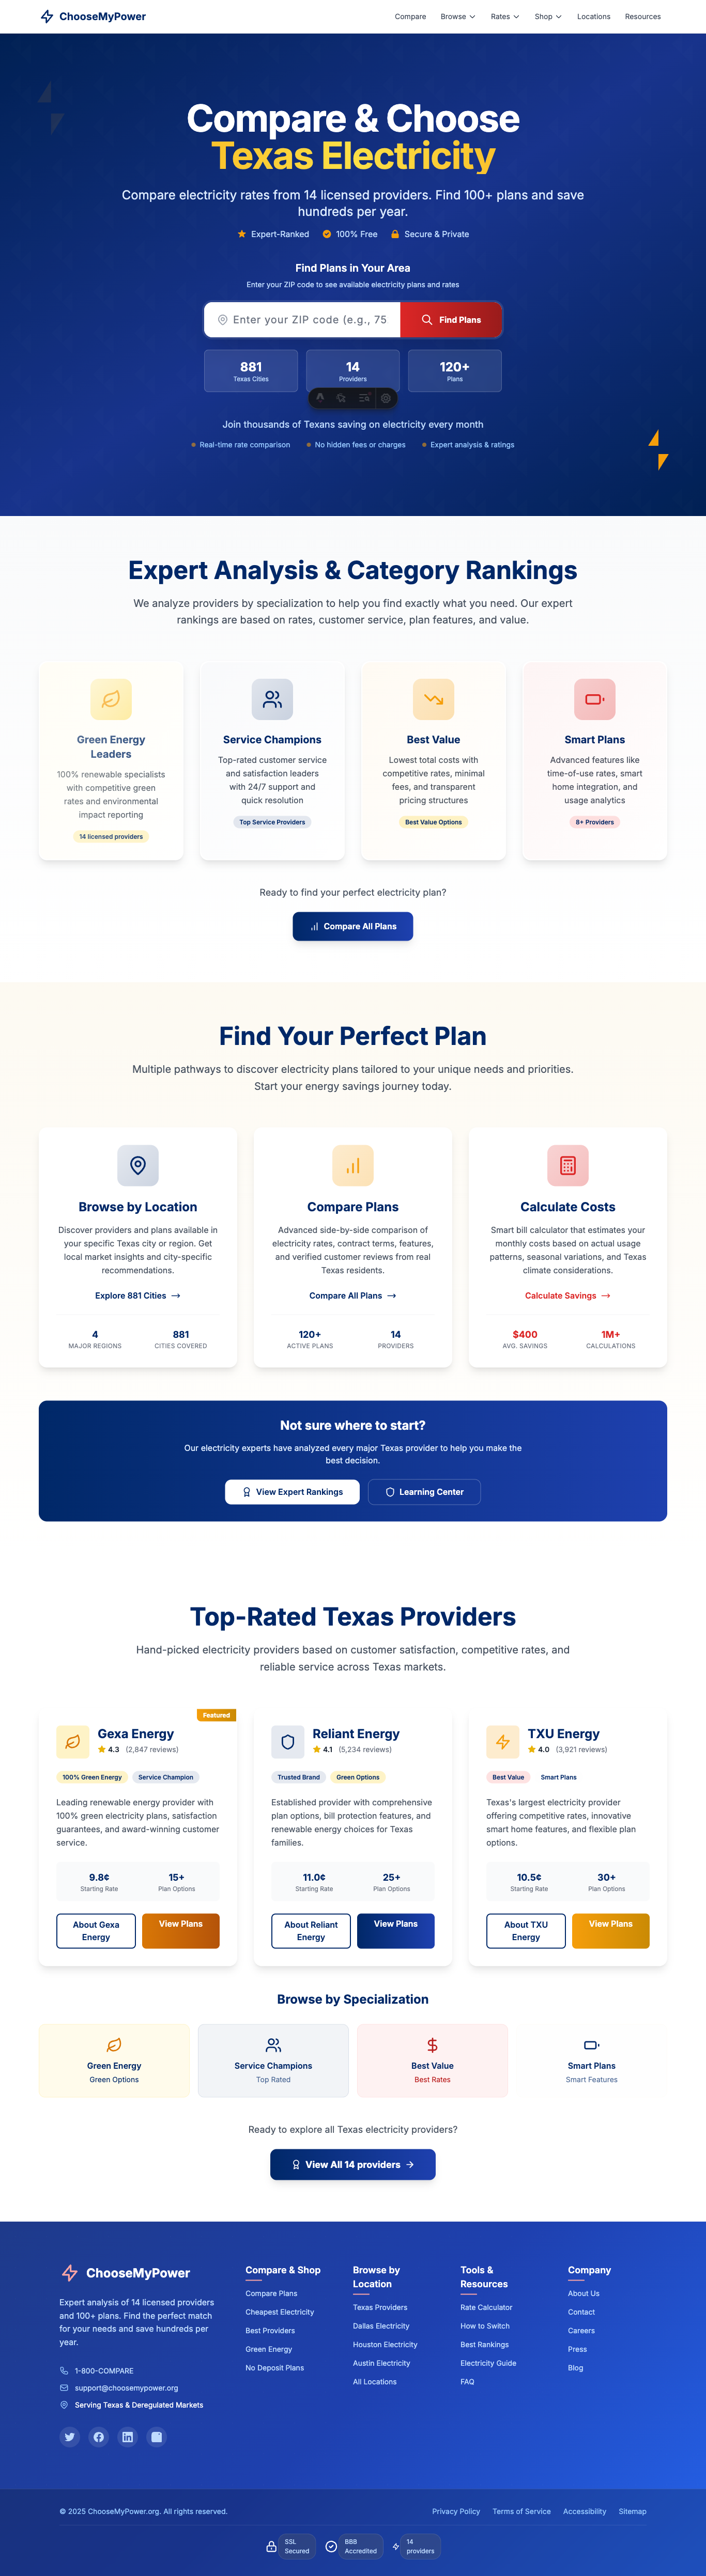 ChooseMyPower
Compare Browse Rates Shop Locations Resources
Compare & Choose
Texas Electricity
Compare electricity rates from 14 licensed providers. Find 100+ plans and save
hundreds per year.
Expert-Ranked 100% Free Secure & Private
Find Plans in Your Area
Enter your ZIP code to see available electricity plans and rates
Enter your ZIP code (e.g., 75
Find Plans
881 14 120+
Texas Cities Providers Plans
Join thousands of Texans saving on electricity every month
Real-time rate comparison No hidden fees or charges Expert analysis & ratings
Expert Analysis & Category Rankings
We analyze providers by specialization to help you find exactly what you need. Our expert
rankings are based on rates, customer service, plan features, and value.
Green Energy
Leaders
100% renewable specialists
with competitive green
rates and environmental
impact reporting
14 licensed providers
Service Champions
Top-rated customer service
and satisfaction leaders
with 24/7 support and
quick resolution
Top Service Providers
Best Value
Lowest total costs with
competitive rates, minimal
fees, and transparent
pricing structures
Best Value Options
Smart Plans
Advanced features like
time-of-use rates, smart
home integration, and
usage analytics
8+ Providers
Ready to find your perfect electricity plan?
Compare All Plans
Find Your Perfect Plan
Multiple pathways to discover electricity plans tailored to your unique needs and priorities.
Start your energy savings journey today.
Browse by Location
Discover providers and plans available in
your specific Texas city or region. Get
local market insights and city-specific
recommendations.
Explore 881 Cities
4 881
MAJOR REGIONS CITIES COVERED
Compare Plans
Advanced side-by-side comparison of
electricity rates, contract terms, features,
and verified customer reviews from real
Texas residents.
Compare All Plans
120+ 14
ACTIVE PLANS PROVIDERS
Calculate Costs
Smart bill calculator that estimates your
monthly costs based on actual usage
patterns, seasonal variations, and Texas
climate considerations.
Calculate Savings
$400 1M+
AVG. SAVINGS CALCULATIONS
Not sure where to start?
Our electricity experts have analyzed every major Texas provider to help you make the
best decision.
View Expert Rankings Learning Center
Top-Rated Texas Providers
Hand-picked electricity providers based on customer satisfaction, competitive rates, and
reliable service across Texas markets.
Featured
Gexa Energy
4.3 (2,847 reviews)
100% Green Energy Service Champion
Leading renewable energy provider with
100% green electricity plans, satisfaction
guarantees, and award-winning customer
service.
9.8¢ 15+
Starting Rate Plan Options
About Gexa
Energy
View Plans
Reliant Energy
4.1 (5,234 reviews)
Trusted Brand Green Options
Established provider with comprehensive
plan options, bill protection features, and
renewable energy choices for Texas
families.
11.0¢ 25+
Starting Rate Plan Options
About Reliant
Energy
View Plans
TXU Energy
4.0 (3,921 reviews)
Best Value Smart Plans
Texas's largest electricity provider
offering competitive rates, innovative
smart home features, and flexible plan
options.
10.5¢ 30+
Starting Rate Plan Options
About TXU
Energy
View Plans
Browse by Specialization
Green Energy
Green Options
Service Champions
Top Rated
Best Value
Best Rates
Smart Plans
Smart Features
Ready to explore all Texas electricity providers?
View All 14 providers
ChooseMyPower
Expert analysis of 14 licensed providers
and 100+ plans. Find the perfect match
for your needs and save hundreds per
year.
1-800-COMPARE
support@choosemypower.org
Serving Texas & Deregulated Markets
Compare & Shop
Compare Plans
Cheapest Electricity
Best Providers
Green Energy
No Deposit Plans
Browse by
Location
Texas Providers
Dallas Electricity
Houston Electricity
Austin Electricity
All Locations
Tools &
Resources
Rate Calculator
How to Switch
Best Rankings
Electricity Guide
FAQ
Company
About Us
Contact
Careers
Press
Blog
© 2025 ChooseMyPower.org. All rights reserved.
Privacy Policy Terms of Service Accessibility Sitemap
SSL
Secured
BBB
Accredited
14
providers